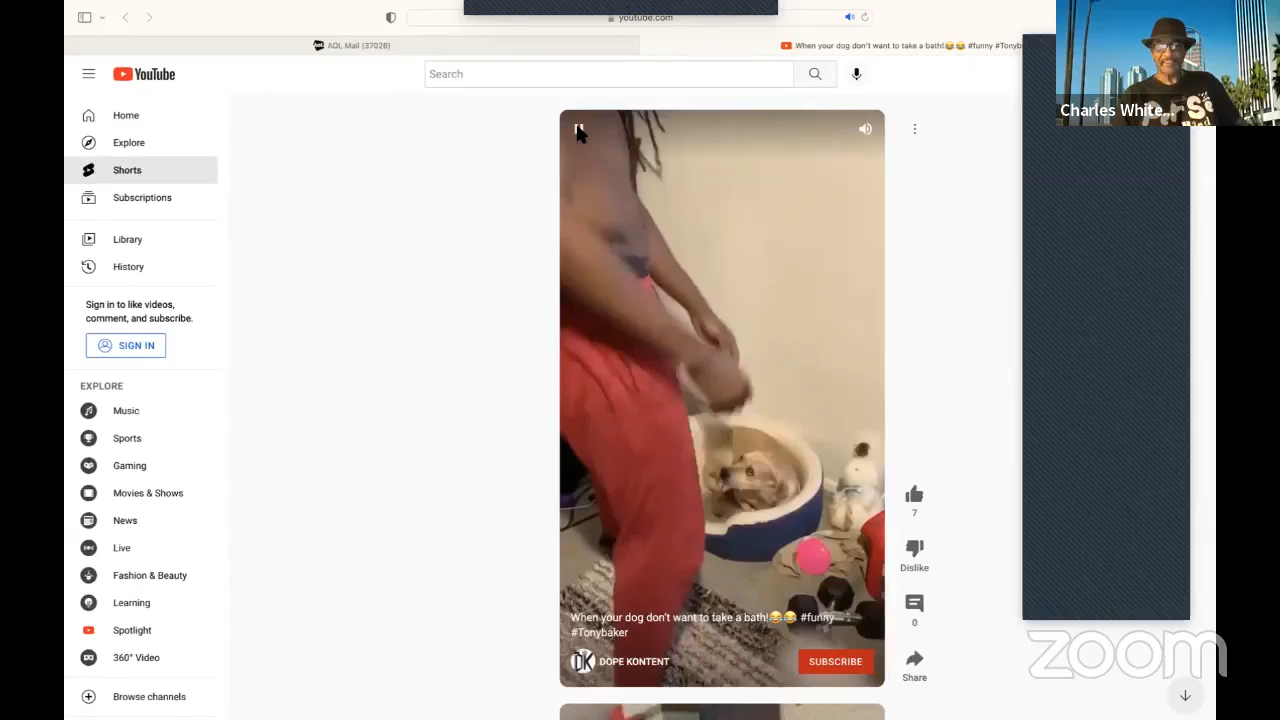 youtube.com
AOL Mail (37026)
When your dog don't want to take a bath!😂😂 #funny #Tonyb
YouTube
Search
Charles White...
Home
Explore
Shorts
Subscriptions
Library
History
Sign in to like videos,
comment, and subscribe.
SIGN IN
EXPLORE
Music
Sports
Gaming
Movies & Shows
News
Live
Fashion & Beauty
Learning
Spotlight
360° Video
Browse channels
When your dog don't want to take a bath!😂😂 #funny
#Tonybaker
DK DOPE KONTENT
SUBSCRIBE
7
Dislike
0
Share
zoom